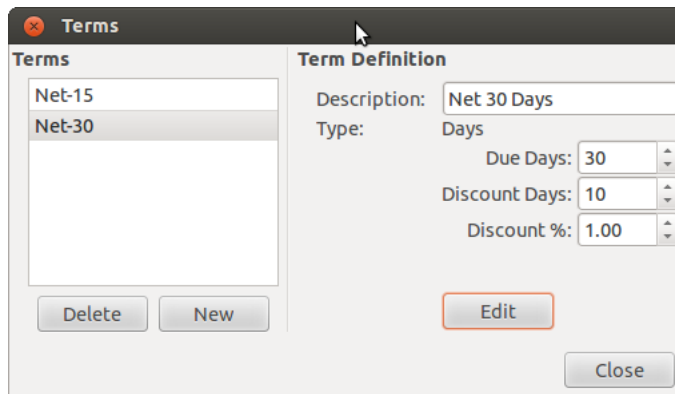 Terms
Terms
Net-15
Net-30
Delete
New
Term Definition
Description: Net 30 Days
Type: Days
Due Days: 30
Discount Days: 10
Discount %: 1.00
Edit
Close